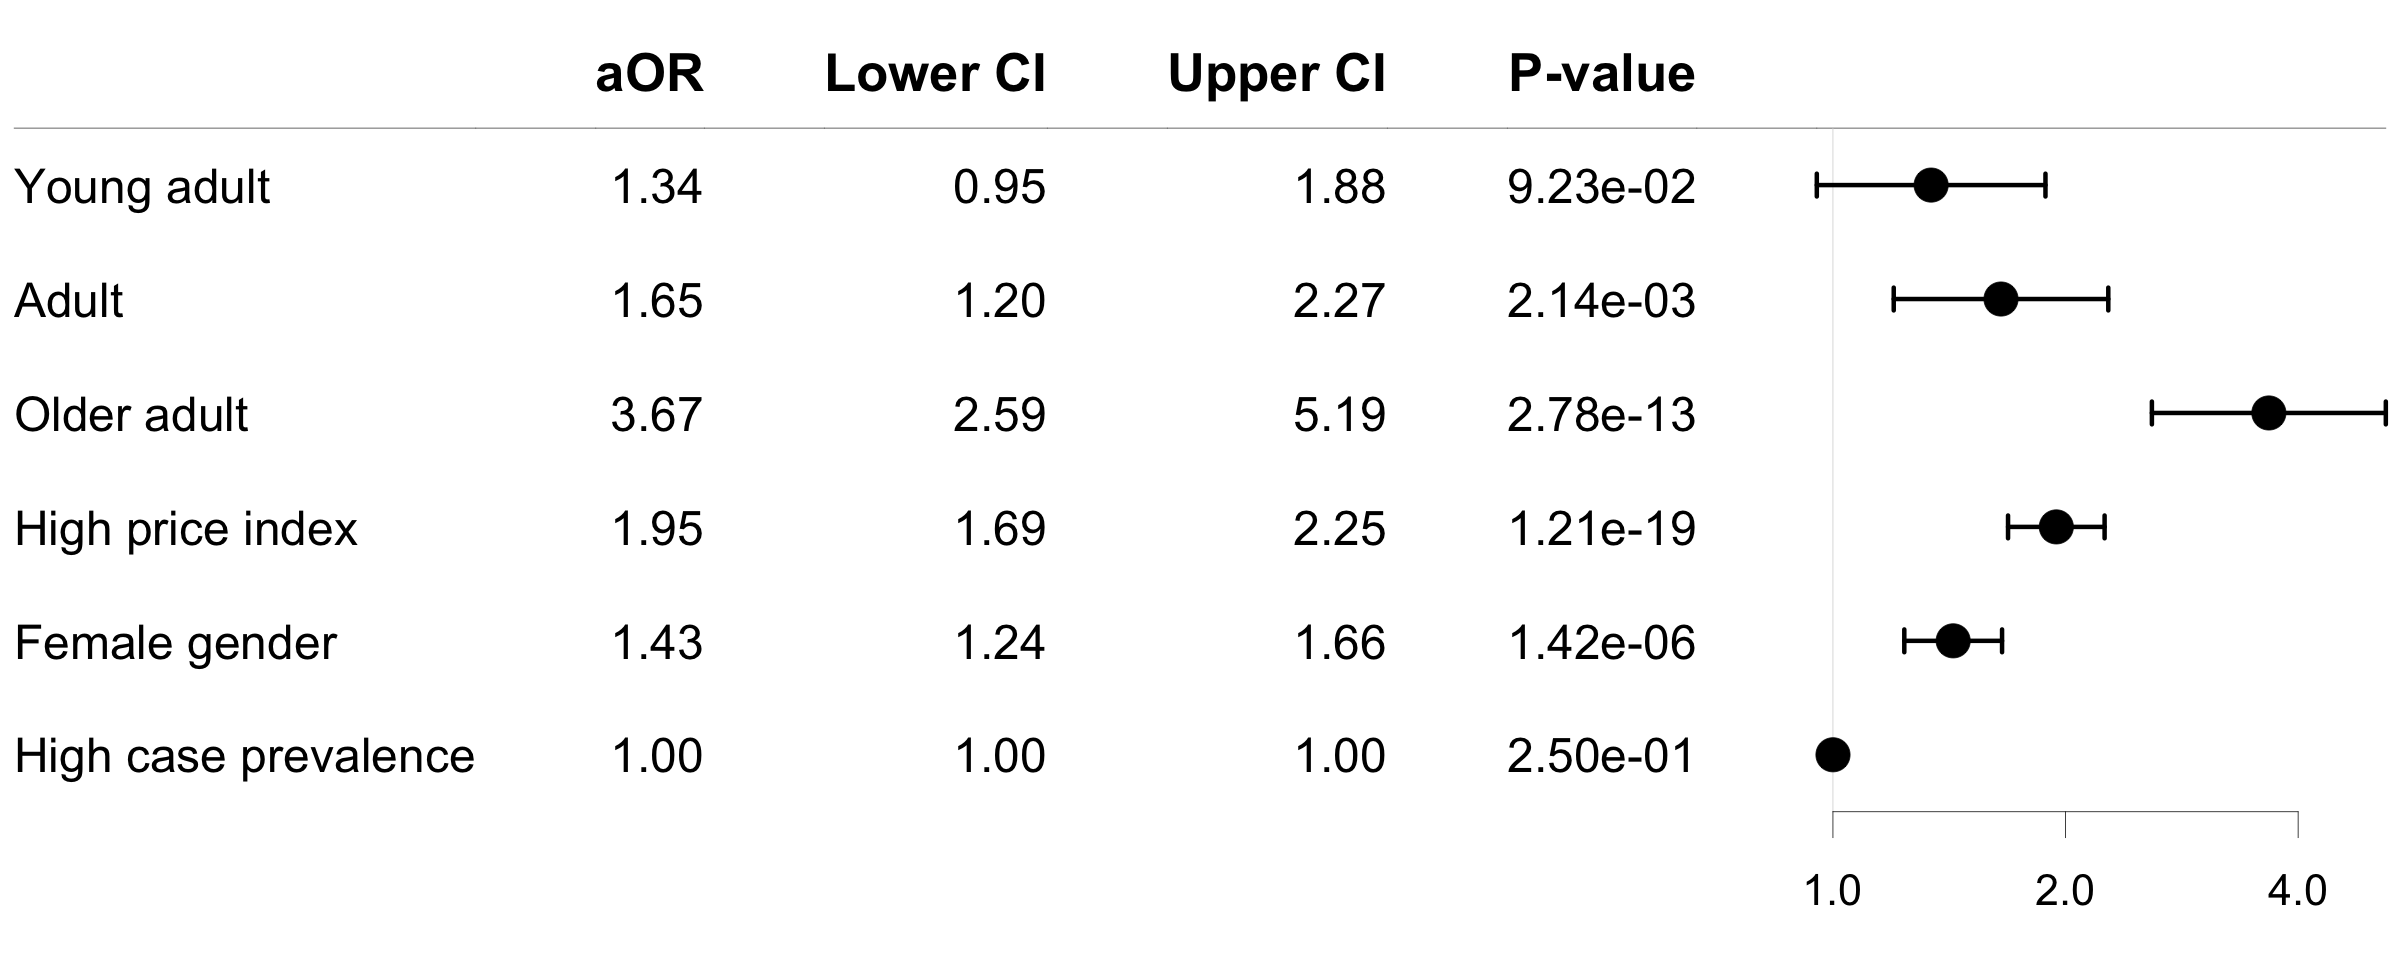 aOR Lower CI Upper CI P-value
Young adult 1.34 0.95 1.88 9.23e-02
Adult 1.65 1.20 2.27 2.14e-03
Older adult 3.67 2.59 5.19 2.78e-13
High price index 1.95 1.69 2.25 1.21e-19
Female gender 1.43 1.24 1.66 1.42e-06
High case prevalence 1.00 1.00 1.00 2.50e-01
1.0 2.0 4.0